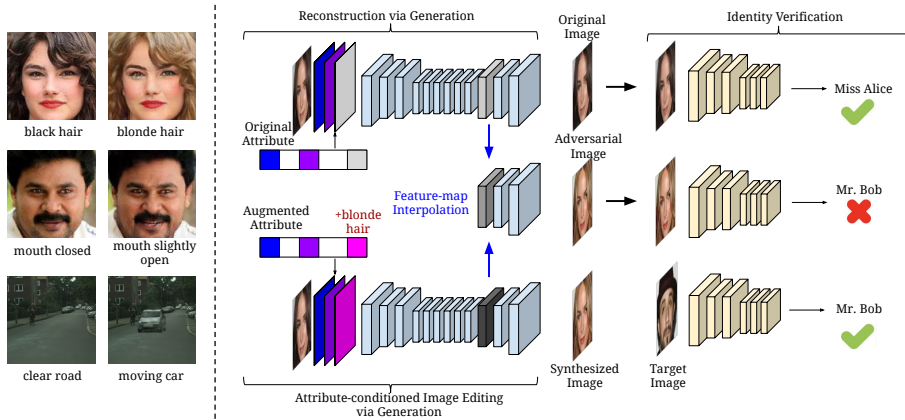 black hair
blonde hair
mouth closed
mouth slightly
open
clear road
moving car
Reconstruction via Generation
Original
Attribute
Augmented
Attribute
+blonde
hair
Feature-map
Interpolation
Attribute-conditioned Image Editing
via Generation
Original
Image
Adversarial
Image
Synthesized
Image
Target
Image
Identity Verification
Miss Alice
Mr. Bob
Mr. Bob